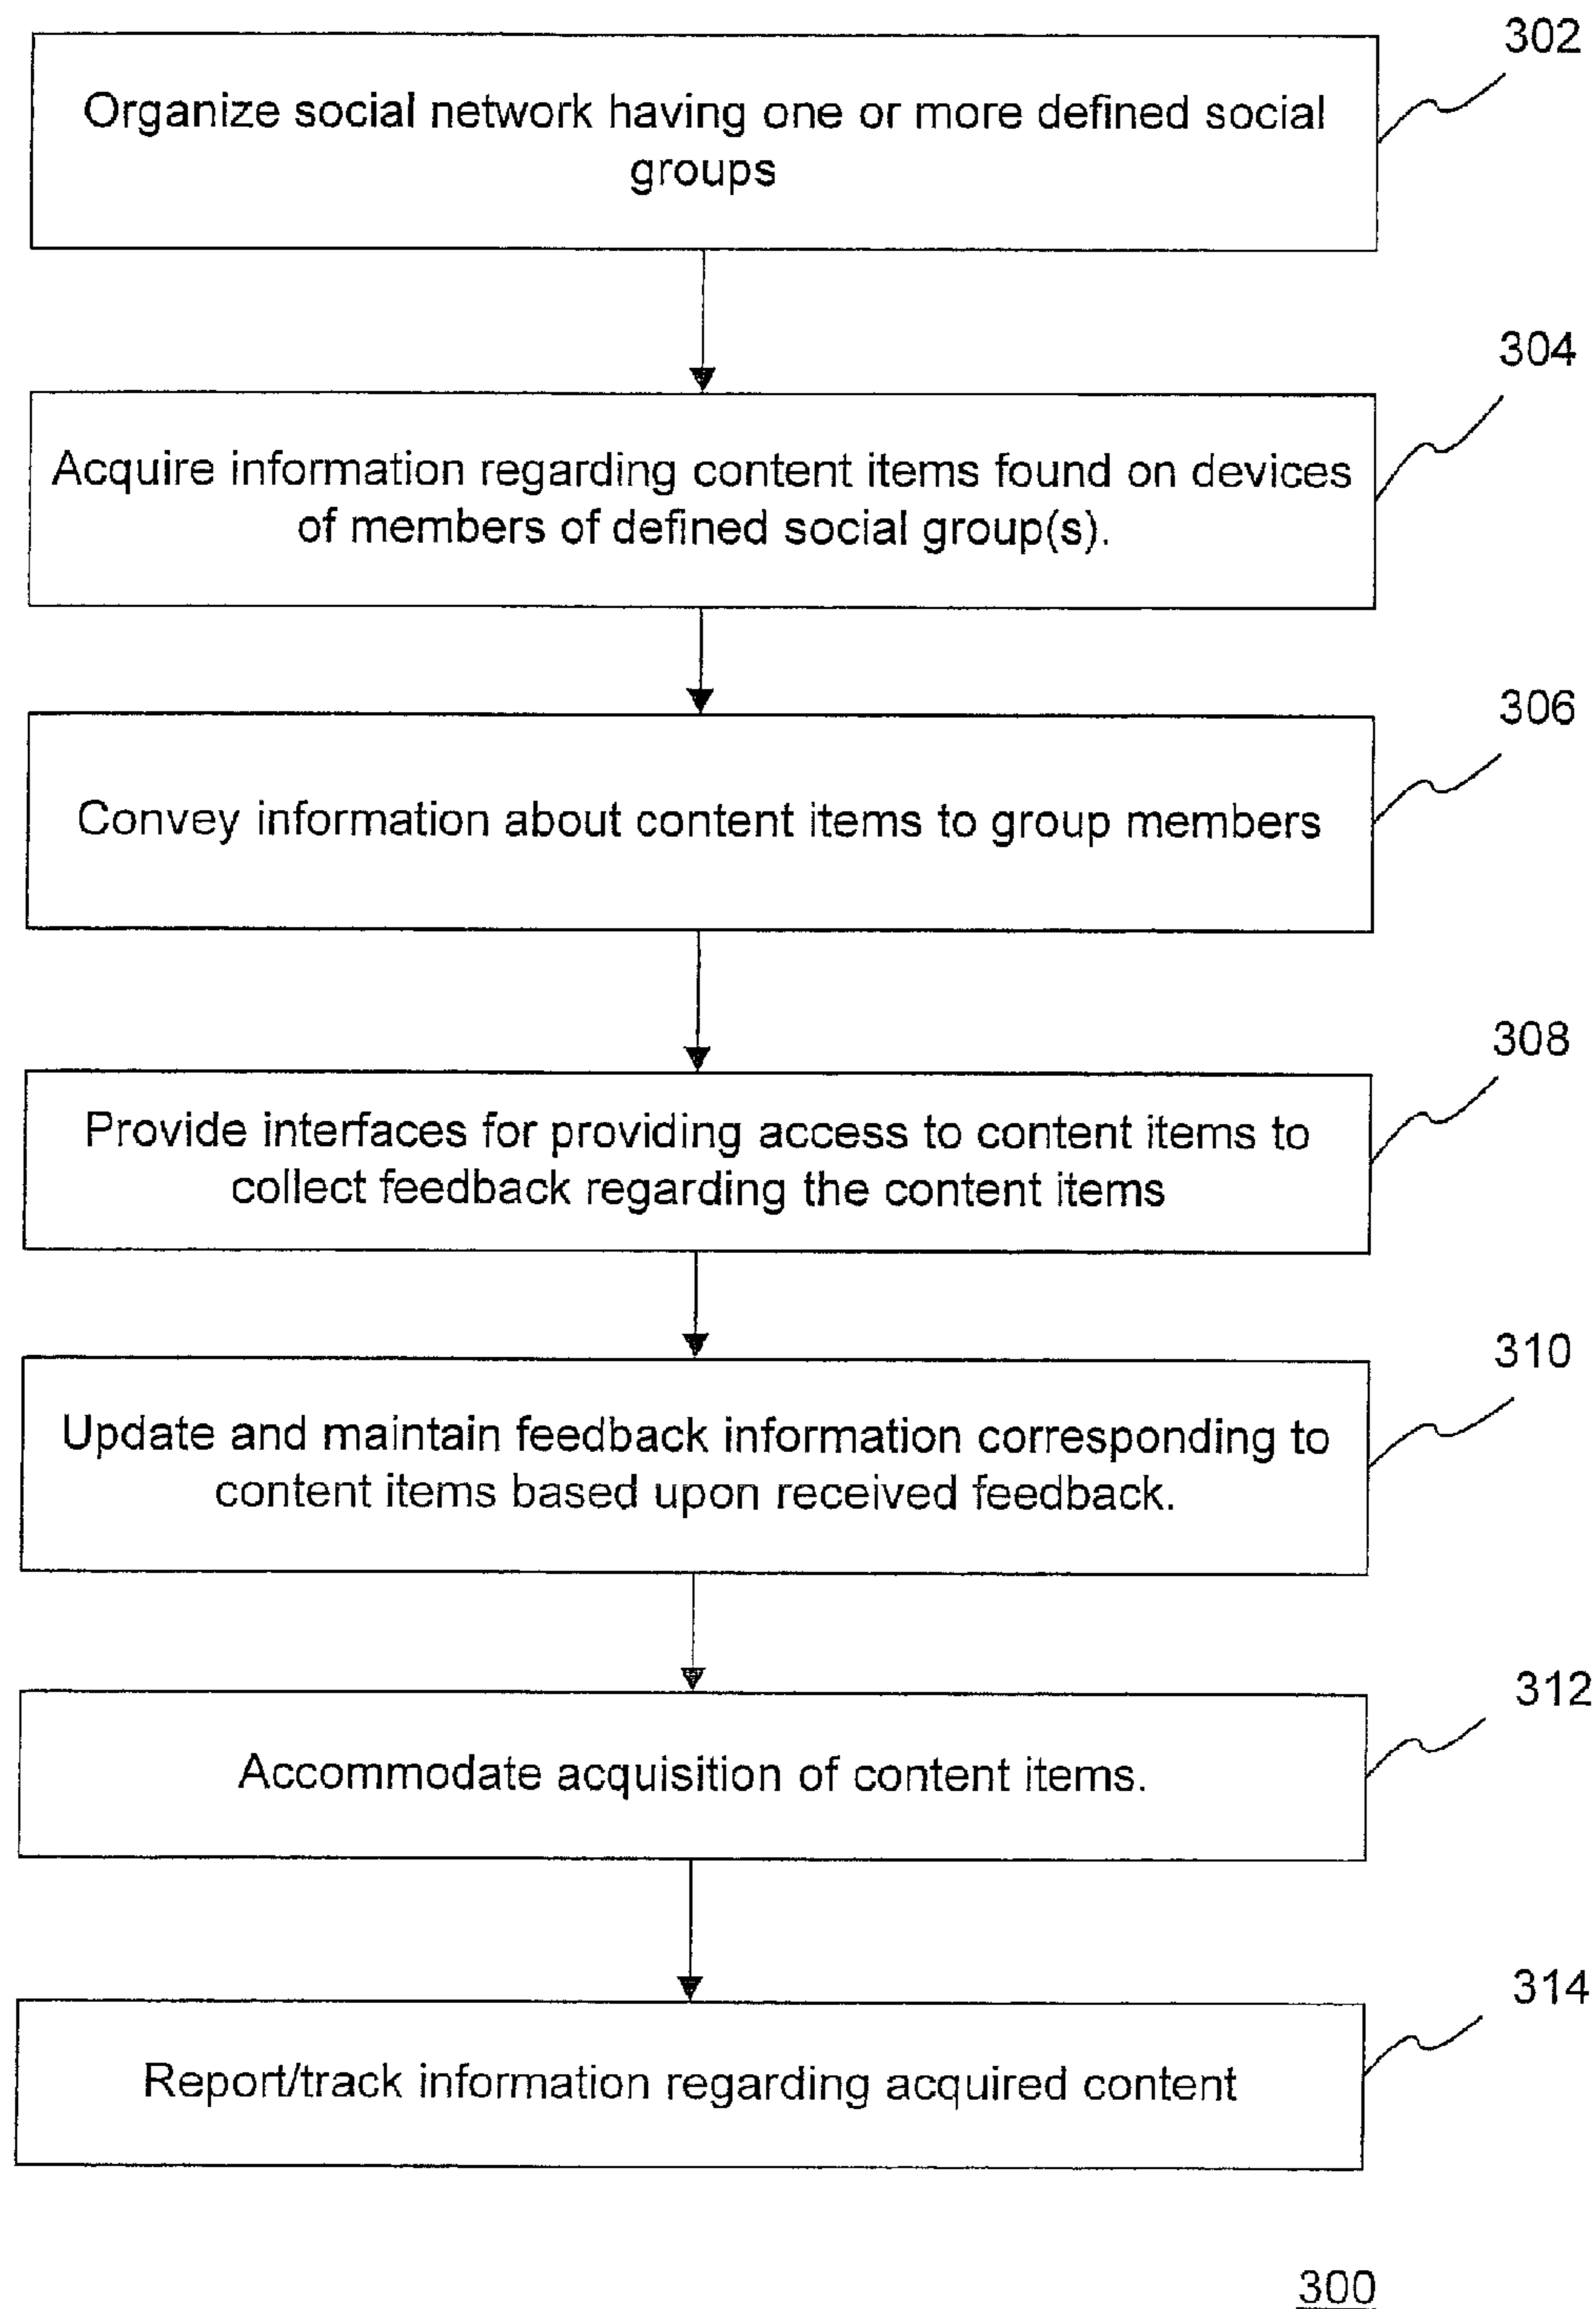 302
Organize social network having one or more defined social
groups
304
Acquire information regarding content items found on devices
of members of defined social group(s).
306
Convey information about content items to group members
308
Provide interfaces for providing access to content items to
collect feedback regarding the content items
310
Update and maintain feedback information corresponding to
content items based upon received feedback.
312
Accommodate acquisition of content items.
314
Report/track information regarding acquired content
300